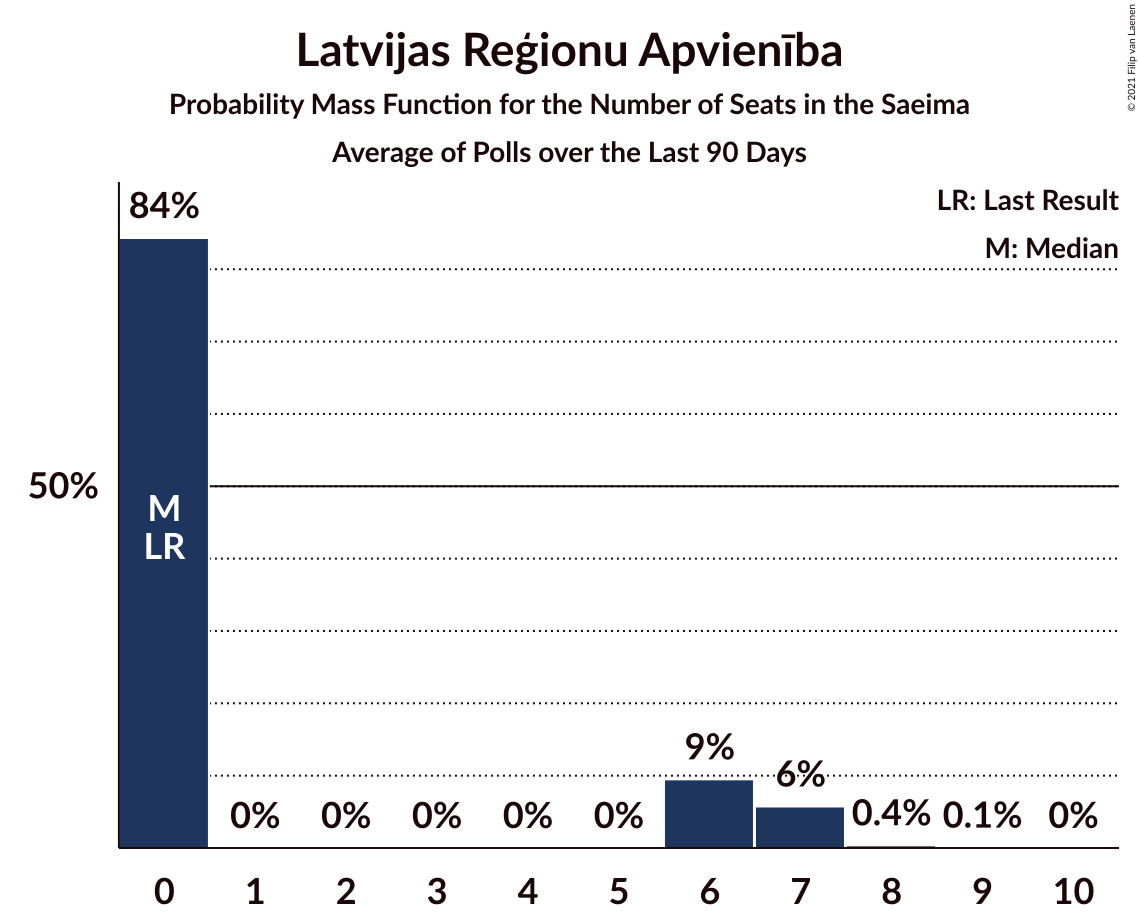 Latvijas Reģionu Apvienība
Probability Mass Function for the Number of Seats in the Saeima
Average of Polls over the Last 90 Days
© 2021 Filip van Laenen
LR: Last Result
M: Median
84%
50%
M
LR
0% 0% 0% 0% 0% 9% 6% 0.4% 0.1% 0%
0 1 2 3 4 5 6 7 8 9 10